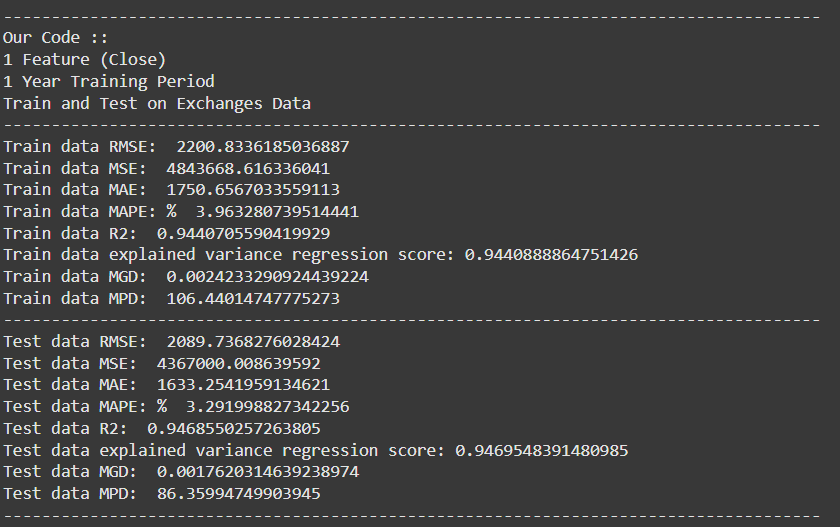 -------------------------------------------------------------------------------------
Our Code ::
1 Feature (Close)
1 Year Training Period
Train and Test on Exchanges Data
-------------------------------------------------------------------------------------
Train data RMSE:  2200.8336185036887
Train data MSE:  4843668.616336041
Train data MAE:  1750.6567033559113
Train data MAPE: %  3.963280739514441
Train data R2:  0.9440705590419929
Train data explained variance regression score: 0.9440888864751426
Train data MGD:  0.0024233290924439224
Train data MPD:  106.44014747775273
-------------------------------------------------------------------------------------
Test data RMSE:  2089.7368276028424
Test data MSE:  4367000.008639592
Test data MAE:  1633.2541959134621
Test data MAPE: %  3.291998827342256
Test data R2:  0.9468550257263805
Test data explained variance regression score: 0.9469548391480985
Test data MGD:  0.0017620314639238974
Test data MPD:  86.35994749903945
-------------------------------------------------------------------------------------